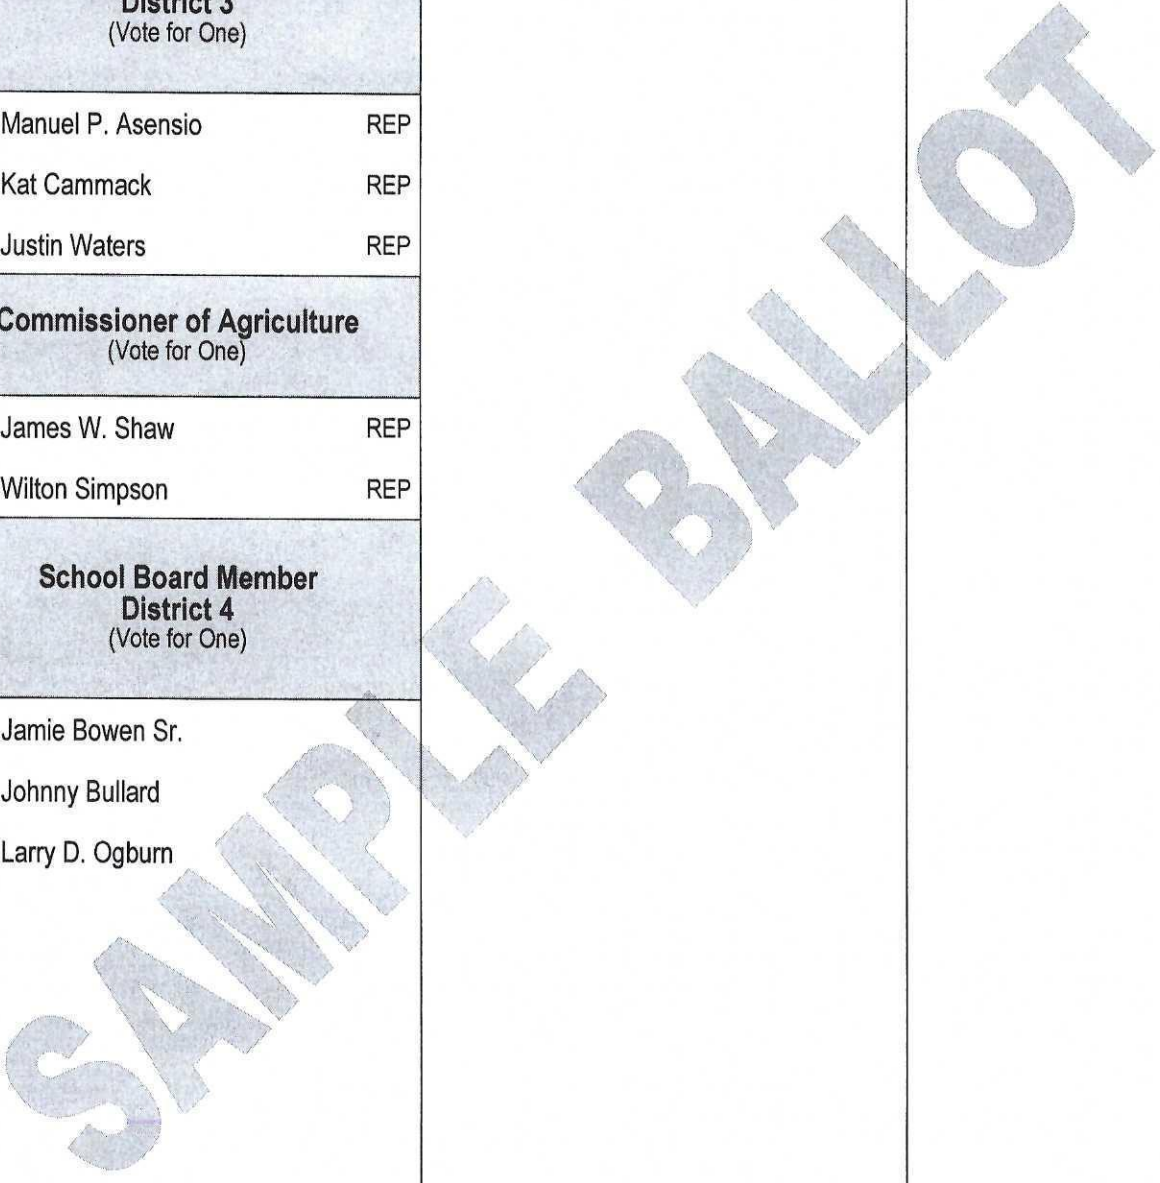 District 3
(Vote for One)
Manuel P. Asensio REP
Kat Cammack REP
Justin Waters REP
Commissioner of Agriculture
(Vote for One)
James W. Shaw REP
Wilton Simpson REP
School Board Member
District 4
(Vote for One)
Jamie Bowen Sr.
Johnny Bullard
Larry D. Ogburn
SAMPLE BALLOT